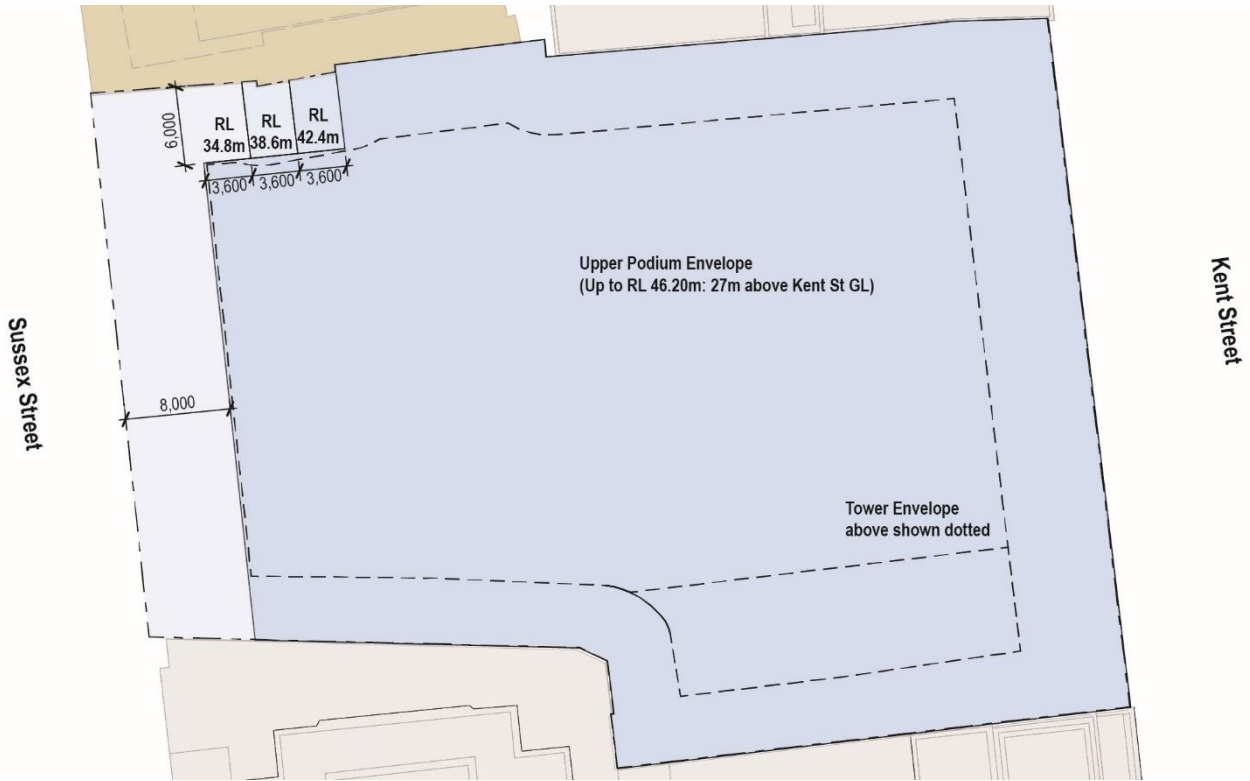 6,000
RL
34.8m
RL
38.6m
RL
42.4m
3,600
3,600
3,600
Upper Podium Envelope
(Up to RL 46.20m: 27m above Kent St GL)
Kent Street
Sussex Street
8,000
Tower Envelope
above shown dotted